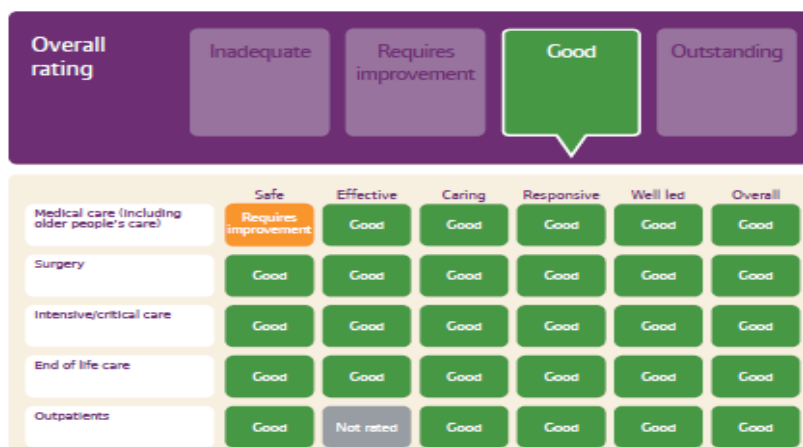 Overall rating
Inadequate
Requires improvement
Good
Outstanding
Safe Effective Caring Responsive Well led Overall
Medical care (including older people's care) Requires improvement Good Good Good Good Good
Surgery Good Good Good Good Good Good
Intensive/critical care Good Good Good Good Good Good
End of life care Good Good Good Good Good Good
Outpatients Good Not rated Good Good Good Good